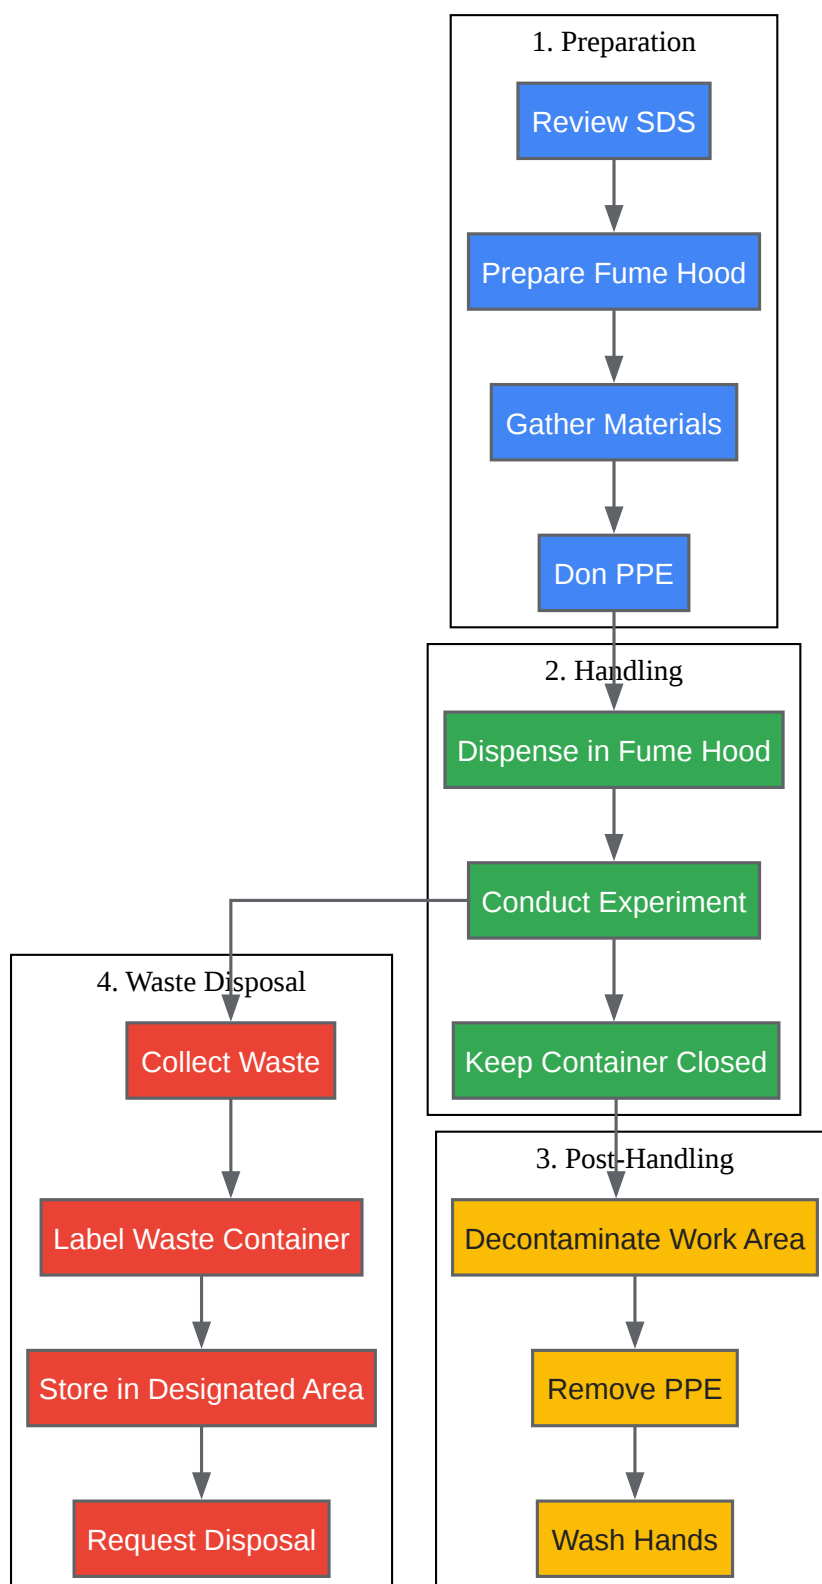 1. Preparation
Review SDS
Prepare Fume Hood
Gather Materials
Don PPE
2. Handling
Dispense in Fume Hood
Conduct Experiment
Keep Container Closed
4. Waste Disposal
Collect Waste
Label Waste Container
Store in Designated Area
Request Disposal
3. Post-Handling
Decontaminate Work Area
Remove PPE
Wash Hands